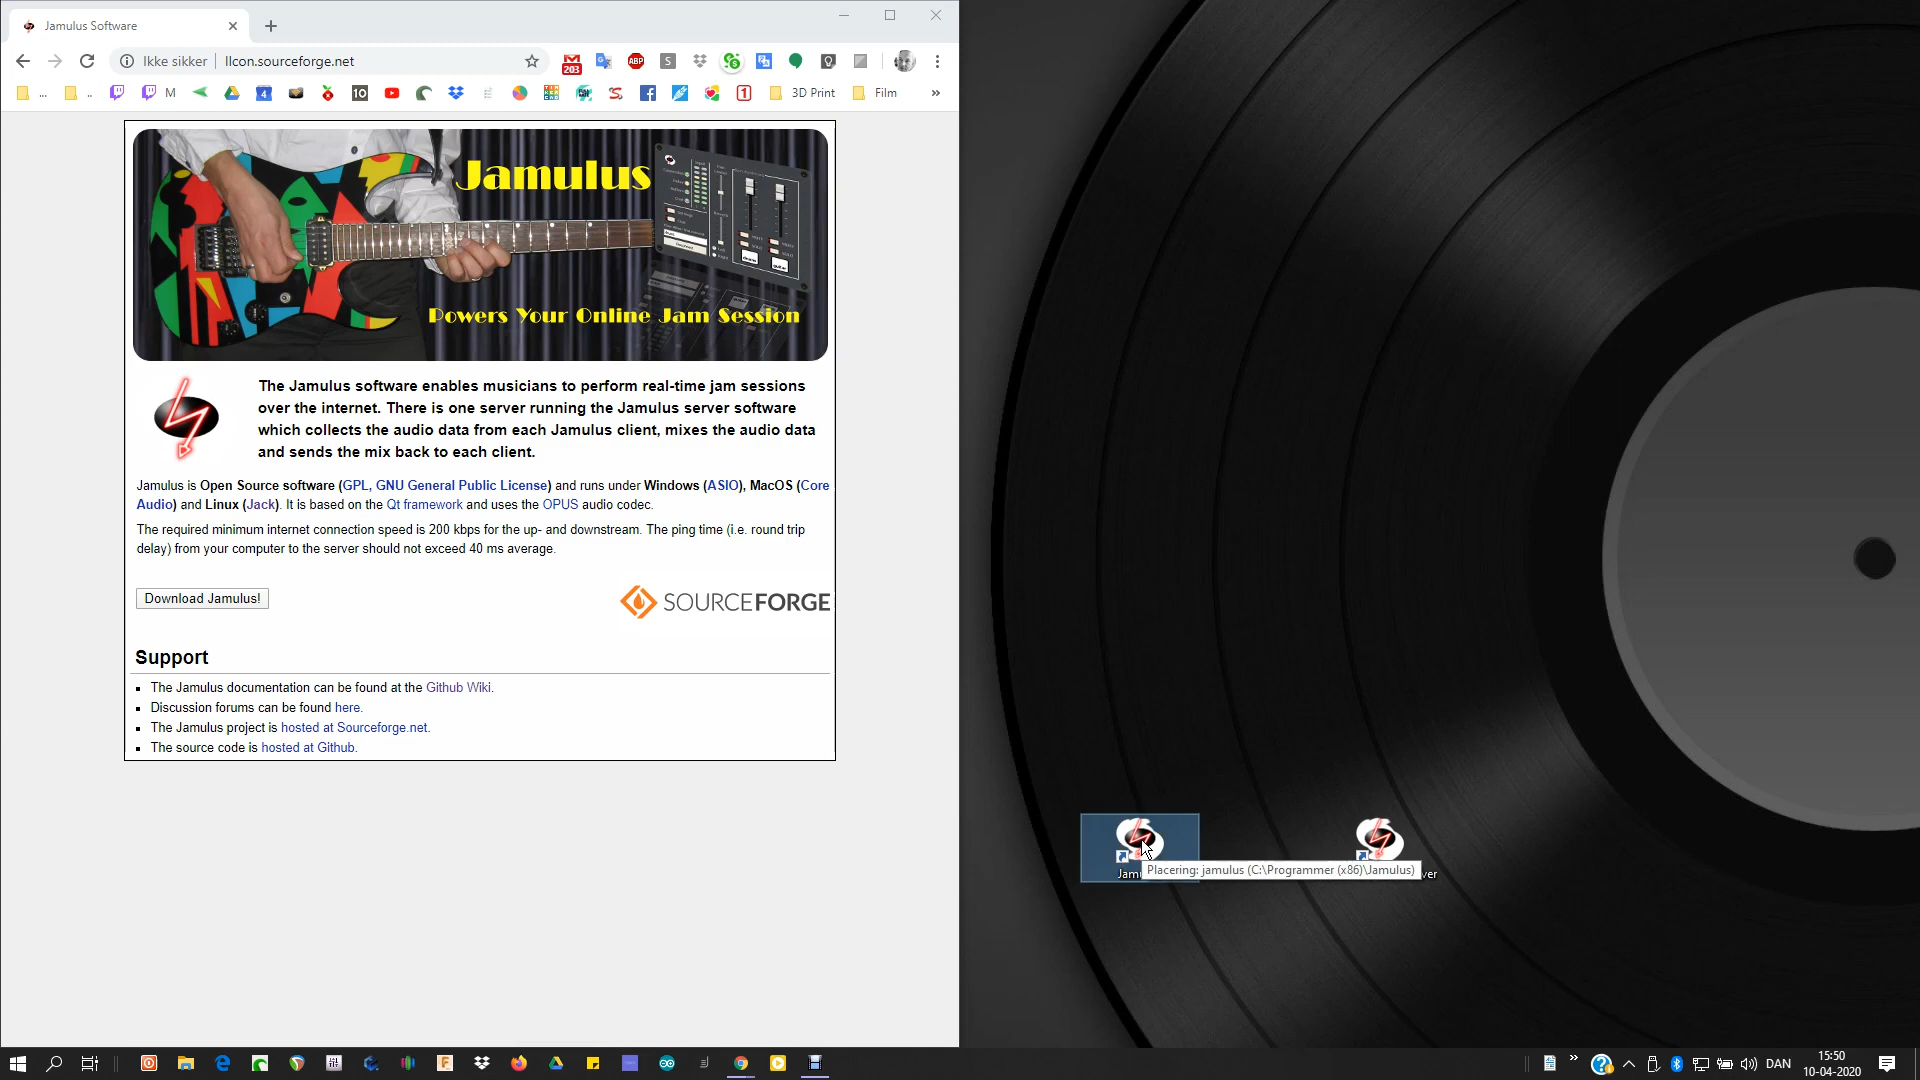 Jamulus Software
Ikke sikker
llcon.sourceforge.net
203
ABP
S
...
..
M
4
10
1
3D Print
Film
»
Jamulus
Powers Your Online Jam Session
The Jamulus software enables musicians to perform real-time jam sessions
over the internet. There is one server running the Jamulus server software
which collects the audio data from each Jamulus client, mixes the audio data
and sends the mix back to each client.
Jamulus is Open Source software (GPL, GNU General Public License) and runs under Windows (ASIO), MacOS (Core
Audio) and Linux (Jack). It is based on the Qt framework and uses the OPUS audio codec.
The required minimum internet connection speed is 200 kbps for the up- and downstream. The ping time (i.e. round trip
delay) from your computer to the server should not exceed 40 ms average.
Download Jamulus!
SOURCEFORGE
Support
The Jamulus documentation can be found at the Github Wiki.
Discussion forums can be found here.
The Jamulus project is hosted at Sourceforge.net.
The source code is hosted at Github.
Jamu
Placering: jamulus (C:\Programmer (x86)\Jamulus)
ver
DAN
15:50
10-04-2020